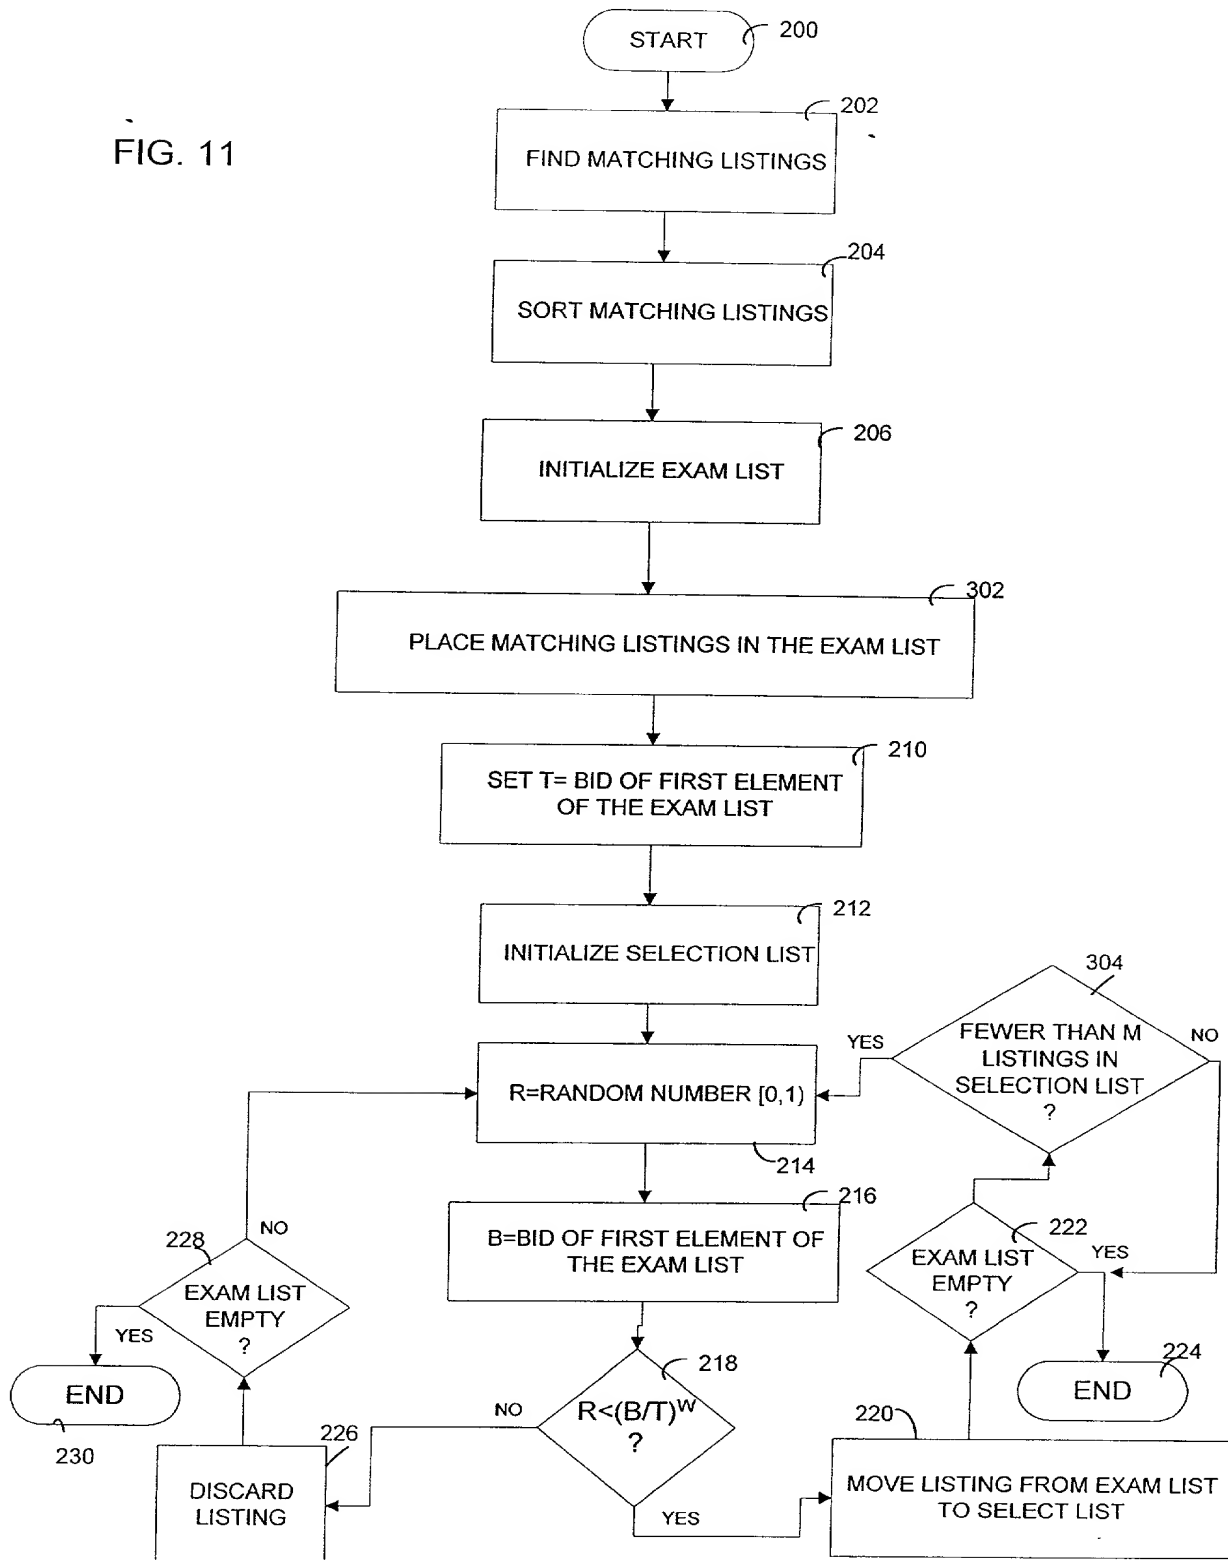 START
200
FIG. 11
202
FIND MATCHING LISTINGS
204
SORT MATCHING LISTINGS
206
INITIALIZE EXAM LIST
302
PLACE MATCHING LISTINGS IN THE EXAM LIST
210
SET T= BID OF FIRST ELEMENT
OF THE EXAM LIST
212
INITIALIZE SELECTION LIST
304
FEWER THAN M
LISTINGS IN
SELECTION LIST
?
YES
NO
R=RANDOM NUMBER [0,1)
214
216
B=BID OF FIRST ELEMENT OF
THE EXAM LIST
222
EXAM LIST
EMPTY
?
YES
228
NO
EXAM LIST
EMPTY
?
YES
END
230
218
R<(B/T)^W
?
NO
YES
224
END
226
DISCARD
LISTING
220
MOVE LISTING FROM EXAM LIST
TO SELECT LIST